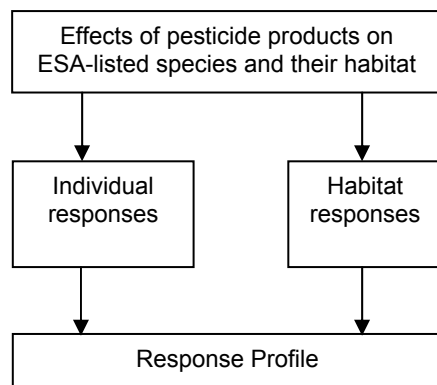 Effects of pesticide products on
ESA-listed species and their habitat
Individual
responses
Habitat
responses
Response Profile